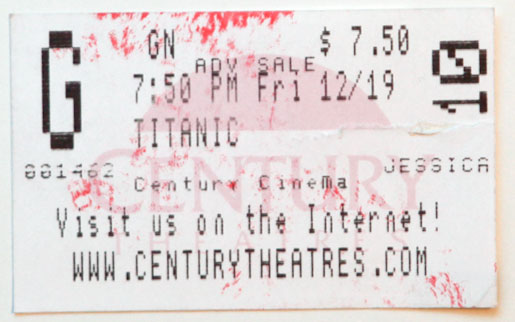 G GN $ 7.50 10
ADV SALE
7:50 PM Fri 12/19
TITANIC
001462 Century Cinema JESSICA
CENTURY
THEATRES
Visit us on the Internet!
WWW.CENTURYTHEATRES.COM